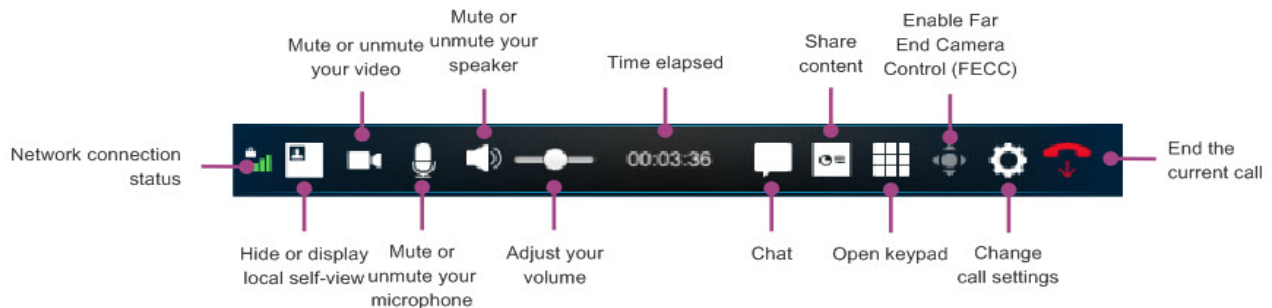 Network connection
status
Mute or unmute
your video
Mute or
unmute your
speaker
Time elapsed
Share
content
Enable Far
End Camera
Control (FECC)
00:03:36
End the
current call
Hide or display
local self-view
Mute or
unmute your
microphone
Adjust your
volume
Chat
Open keypad
Change
call settings